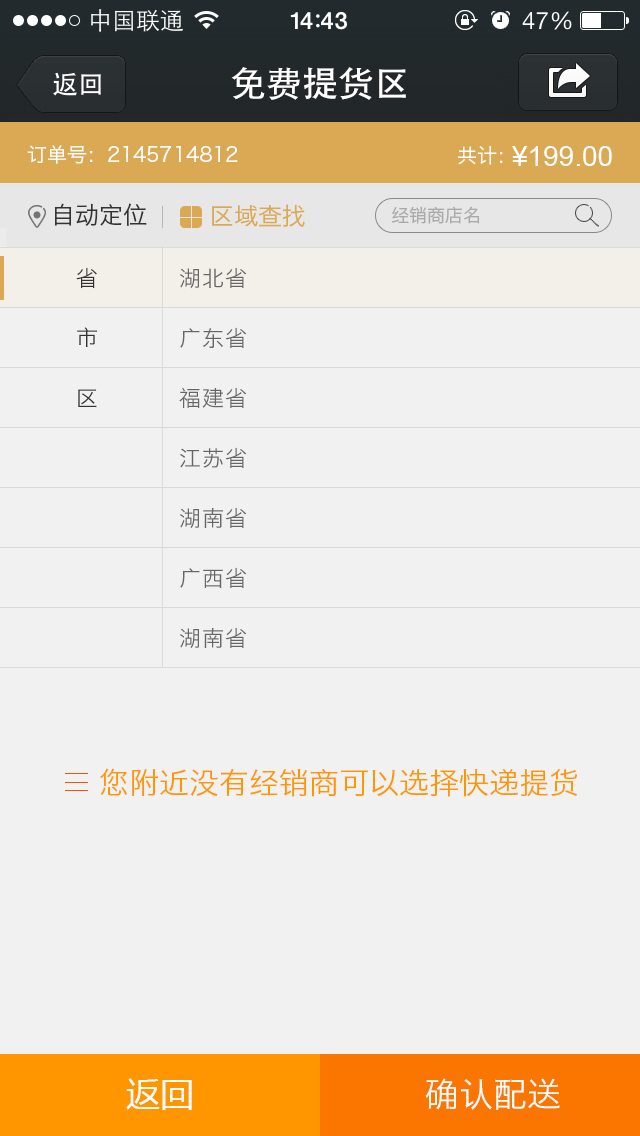 中国联通 14:43 47%
返回 免费提货区
订单号：2145714812 共计：¥199.00
自动定位 区域查找 经销商店名
省 湖北省
市 广东省
区 福建省
江苏省
湖南省
广西省
湖南省
您附近没有经销商可以选择快递提货
返回 确认配送